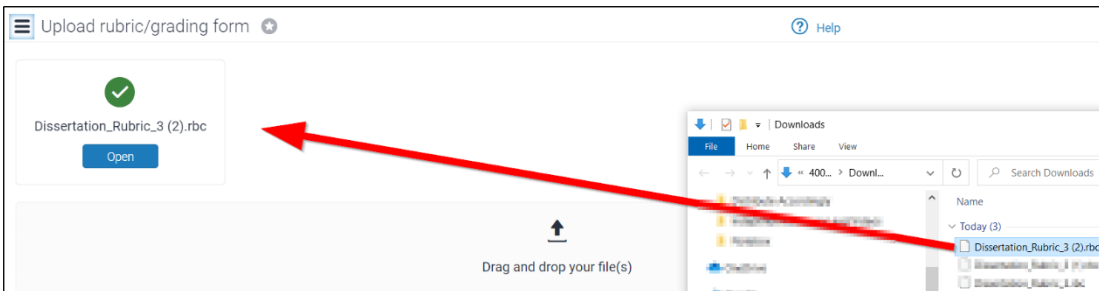 Upload rubric/grading form
Help
Dissertation_Rubric_3 (2).rbc
Open
Drag and drop your file(s)
Downloads
File Home Share View
« 400... > Downl...
Search Downloads
Name
Today (3)
Dissertation_Rubric_3 (2).rbc